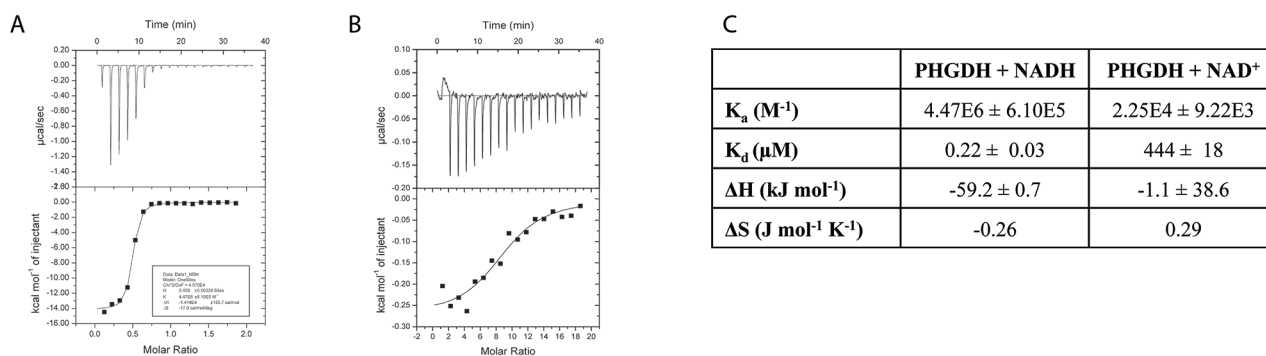 A
Time (min)
0 10 20 30 40
0.20
0.00
-0.20
-0.40
-0.60
-0.80
-1.00
-1.20
-1.40
µcal/sec
0.00
-2.00
-4.00
-6.00
-8.00
-10.00
-12.00
-14.00
-16.00
kcal mol-1 of injectant
Model: OneSites
0.0 0.5 1.0 1.5 2.0
Molar Ratio
B
Time (min)
0 10 20 30 40
0.10
0.05
0.00
-0.05
-0.10
-0.15
-0.20
µcal/sec
0.00
-0.05
-0.10
-0.15
-0.20
-0.25
-0.30
kcal mol-1 of injectant
-2 0 2 4 6 8 10 12 14 16 18 20
Molar Ratio
C
PHGDH + NADH PHGDH + NAD+
Ka (M-1) 4.47E6 ± 6.10E5 2.25E4 ± 9.22E3
Kd (µM) 0.22 ± 0.03 444 ± 18
ΔH (kJ mol-1) -59.2 ± 0.7 -1.1 ± 38.6
ΔS (J mol-1 K-1) -0.26 0.29